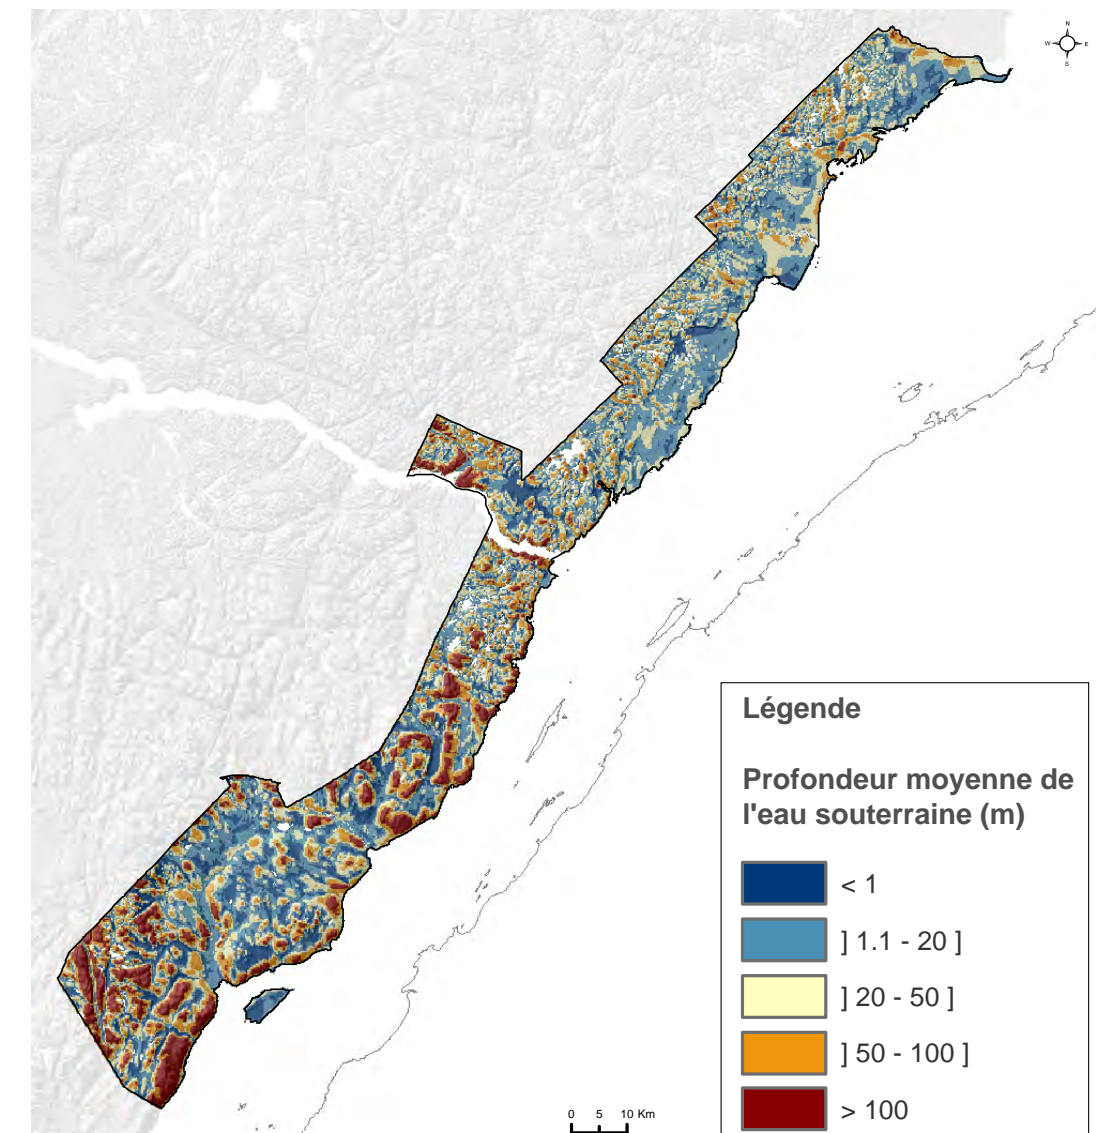 N
W E
S
Légende
Profondeur moyenne de
l'eau souterraine (m)
< 1
] 1.1 - 20 ]
] 20 - 50 ]
] 50 - 100 ]
> 100
0 5 10 Km